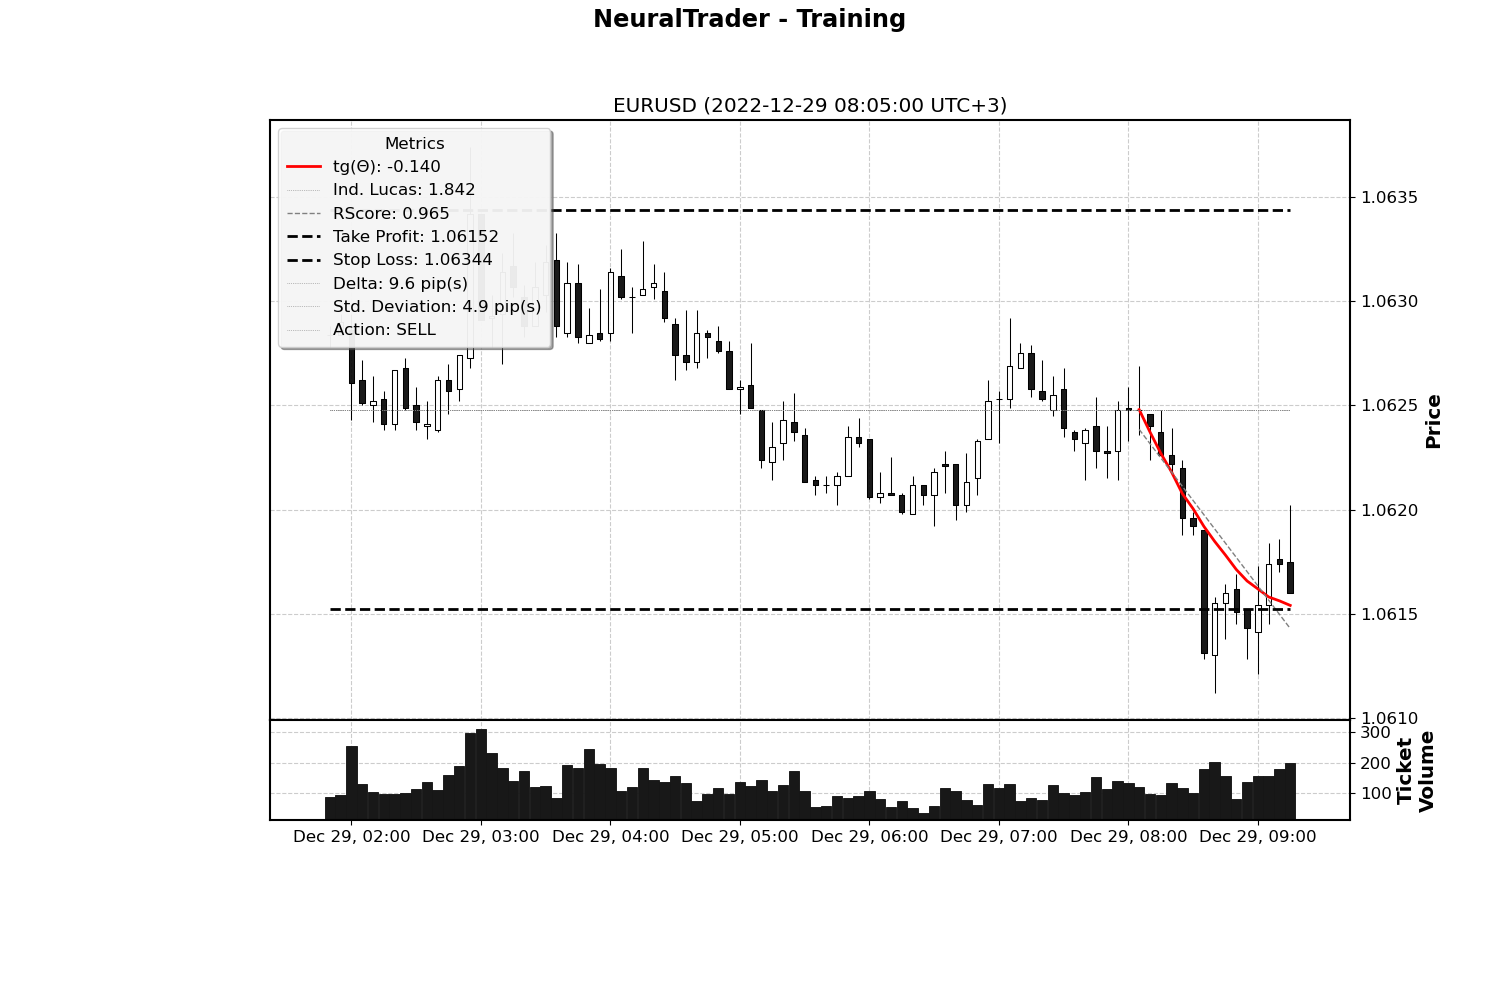 NeuralTrader - Training
EURUSD (2022-12-29 08:05:00 UTC+3)
Metrics
tg(Θ): -0.140
Ind. Lucas: 1.842
RScore: 0.965
Take Profit: 1.06152
Stop Loss: 1.06344
Delta: 9.6 pip(s)
Std. Deviation: 4.9 pip(s)
Action: SELL
1.0635
1.0630
1.0625
1.0620
1.0615
1.0610
Price
300
200
100
Ticket
Volume
Dec 29, 02:00 Dec 29, 03:00 Dec 29, 04:00 Dec 29, 05:00 Dec 29, 06:00 Dec 29, 07:00 Dec 29, 08:00 Dec 29, 09:00